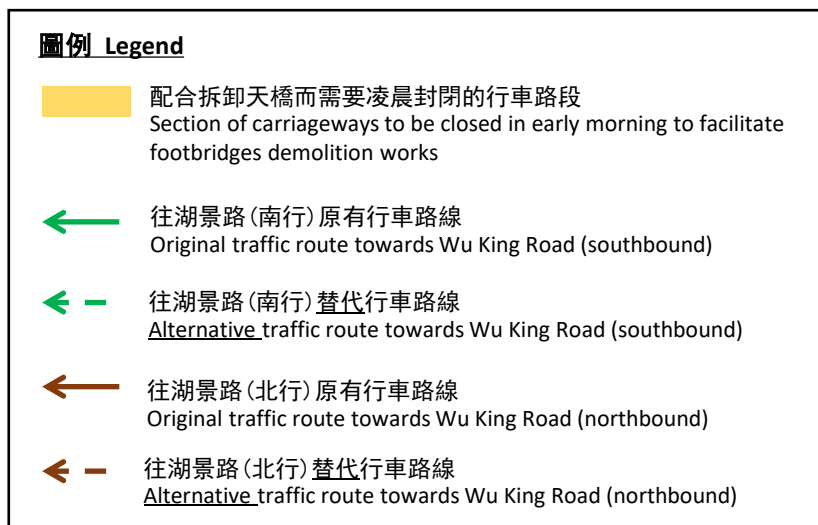 圖例 Legend
配合拆卸天橋而需要凌晨封閉的行車路段
Section of carriageways to be closed in early morning to facilitate
footbridges demolition works
往湖景路(南行)原有行車路線
Original traffic route towards Wu King Road (southbound)
往湖景路(南行)替代行車路線
Alternative traffic route towards Wu King Road (southbound)
往湖景路(北行)原有行車路線
Original traffic route towards Wu King Road (northbound)
往湖景路(北行)替代行車路線
Alternative traffic route towards Wu King Road (northbound)